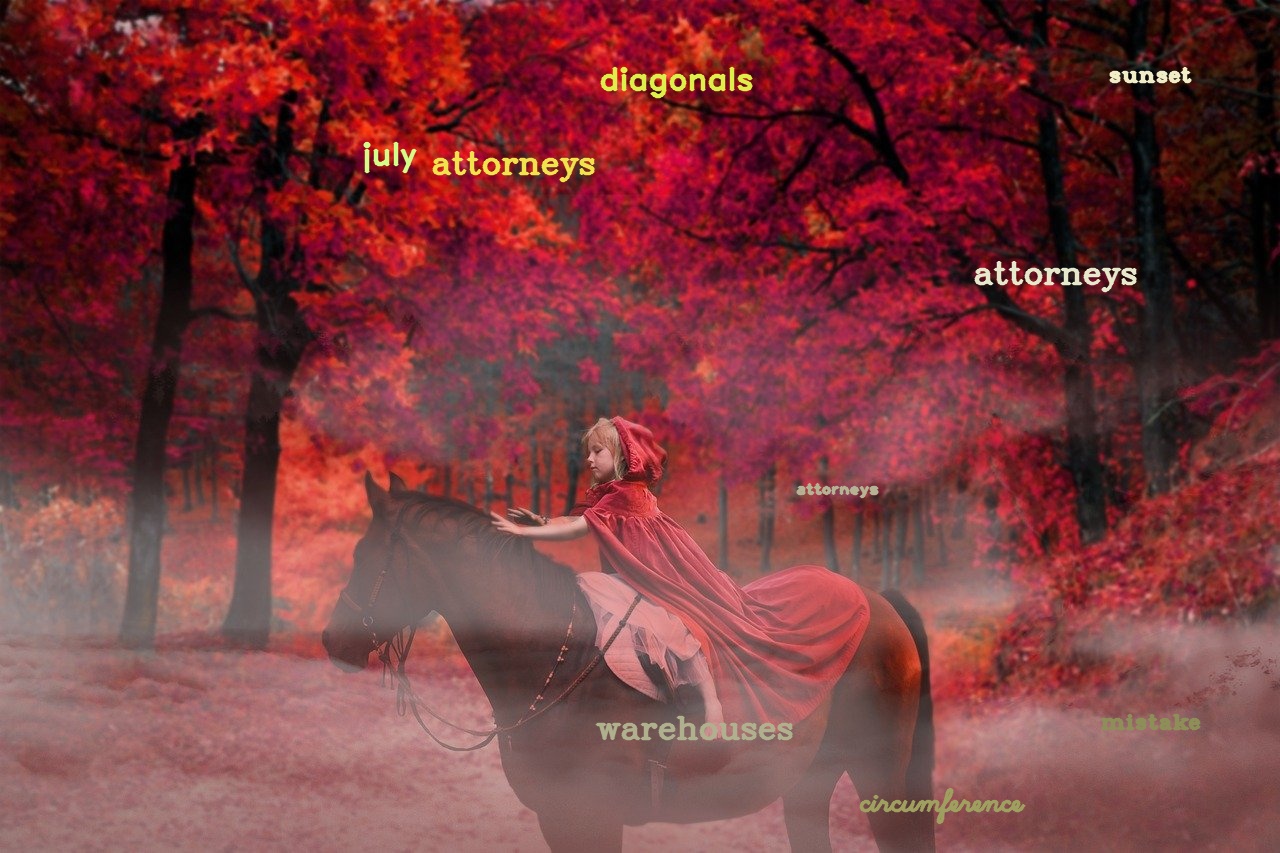 diagonals
sunset
july
attorneys
attorneys
attorneys
warehouses
mistake
circumference